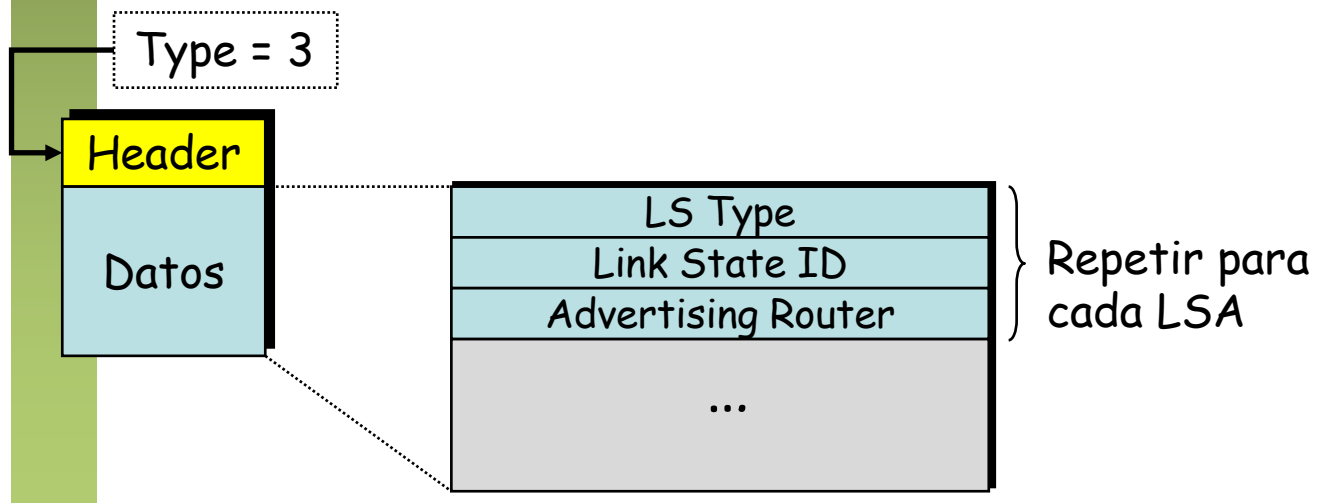 Type = 3
Header
Datos
LS Type
Link State ID
Advertising Router
...
Repetir para
cada LSA